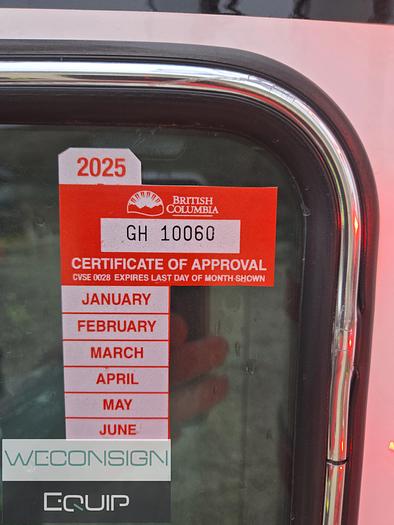 2025
BRITISH
COLUMBIA
GH 10060
CERTIFICATE OF APPROVAL
CVSE 0028 EXPIRES LAST DAY OF MONTH SHOWN
JANUARY
FEBRUARY
MARCH
APRIL
MAY
JUNE
WECONSIGN
EQUIP